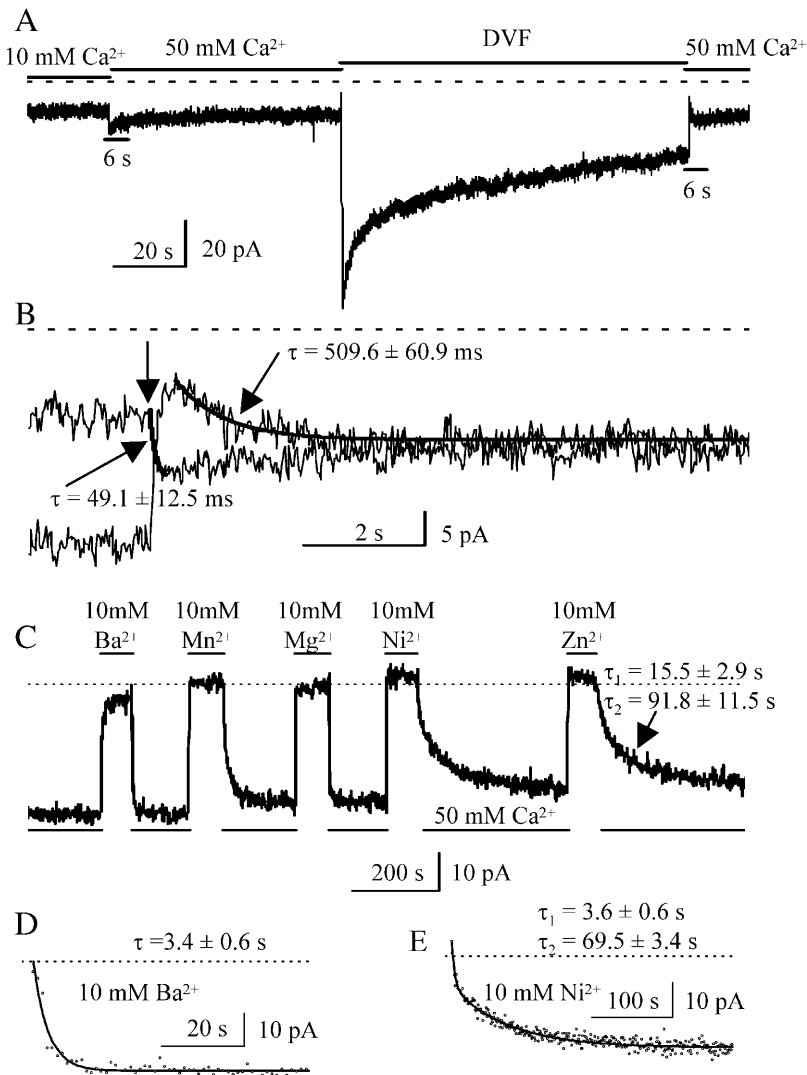 A
10 mM Ca²⁺
50 mM Ca²⁺
DVF
50 mM Ca²⁺
6 s
6 s
20 s
20 pA
B
τ = 509.6 ± 60.9 ms
τ = 49.1 ± 12.5 ms
2 s
5 pA
C
10mM Ba²⁺
10mM Mn²⁺
10mM Mg²⁺
10mM Ni²⁺
10mM Zn²⁺
τ₁ = 15.5 ± 2.9 s
τ₂ = 91.8 ± 11.5 s
50 mM Ca²⁺
200 s
10 pA
D
τ =3.4 ± 0.6 s
10 mM Ba²⁺
20 s
10 pA
E
τ₁ = 3.6 ± 0.6 s
τ₂ = 69.5 ± 3.4 s
10 mM Ni²⁺
100 s
10 pA